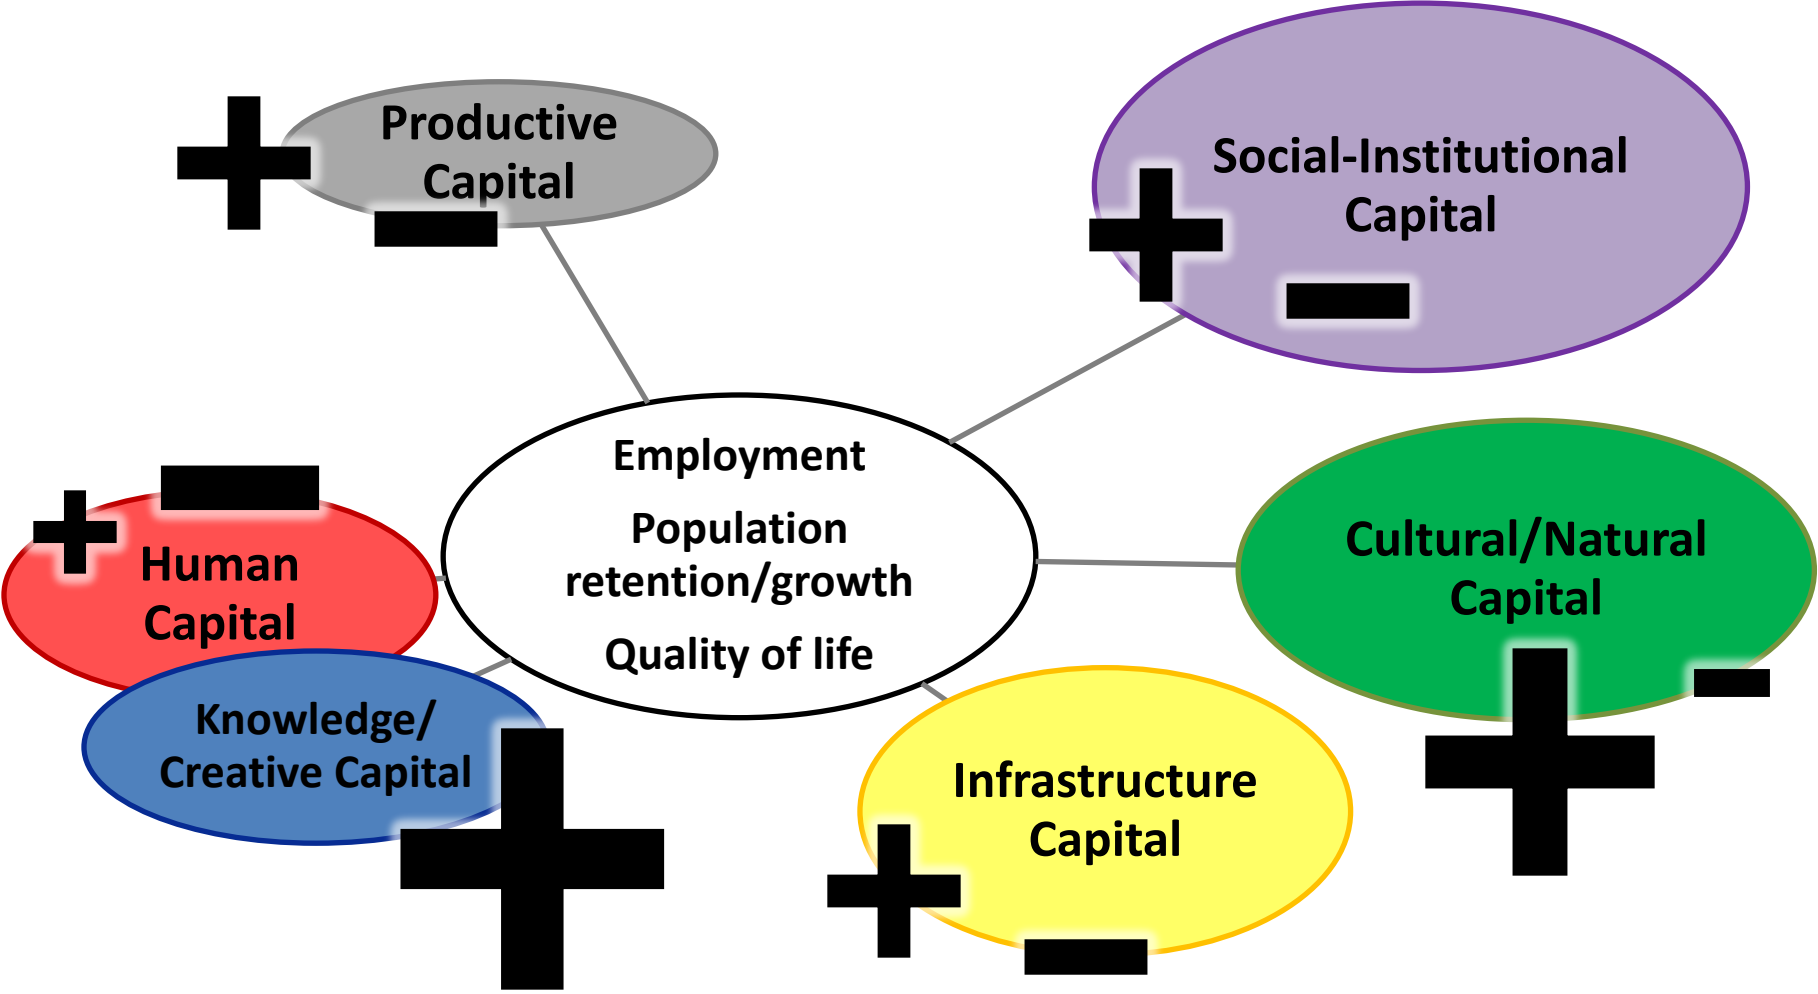 Productive
Capital
Social-Institutional
Capital
Employment
Population
retention/growth
Quality of life
Human
Capital
Cultural/Natural
Capital
Knowledge/
Creative Capital
Infrastructure
Capital